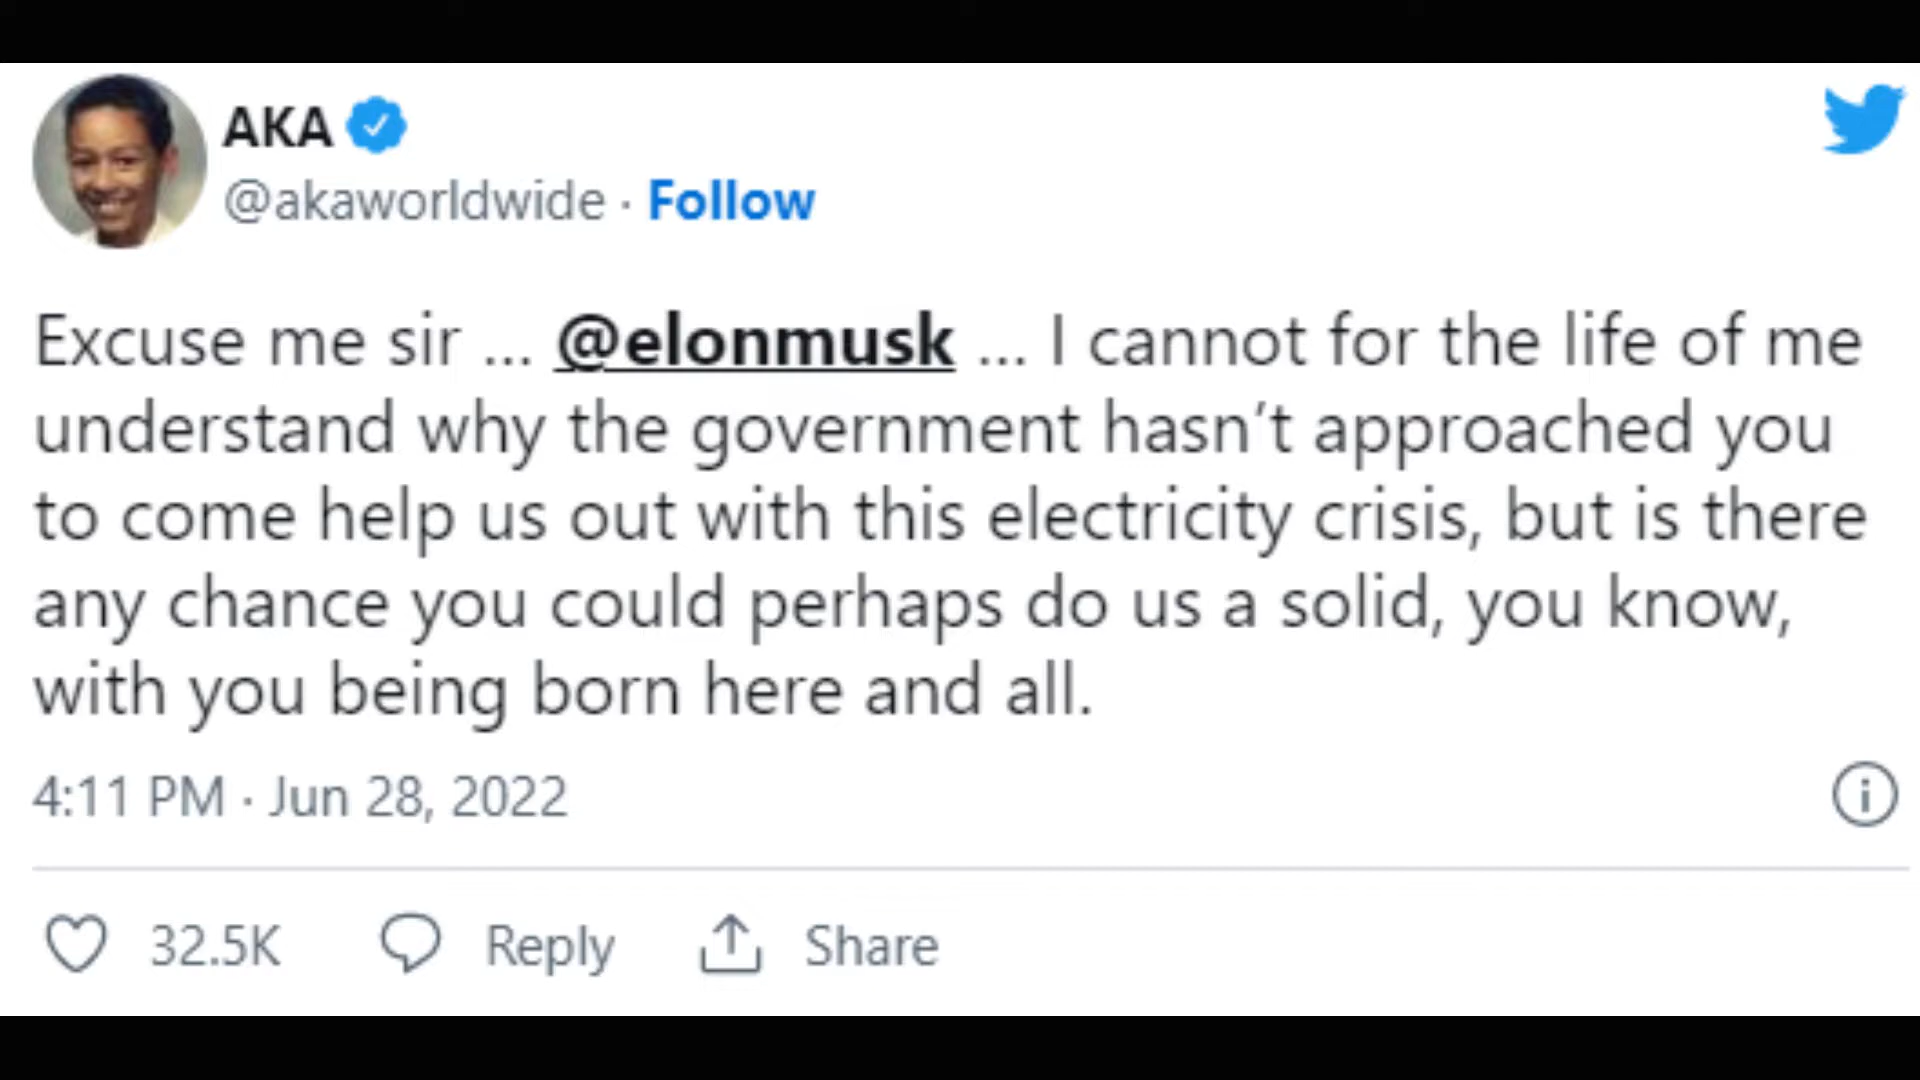 AKA
@akaworldwide · Follow
Excuse me sir ... @elonmusk ... I cannot for the life of me
understand why the government hasn’t approached you
to come help us out with this electricity crisis, but is there
any chance you could perhaps do us a solid, you know,
with you being born here and all.
4:11 PM · Jun 28, 2022
32.5K Reply Share